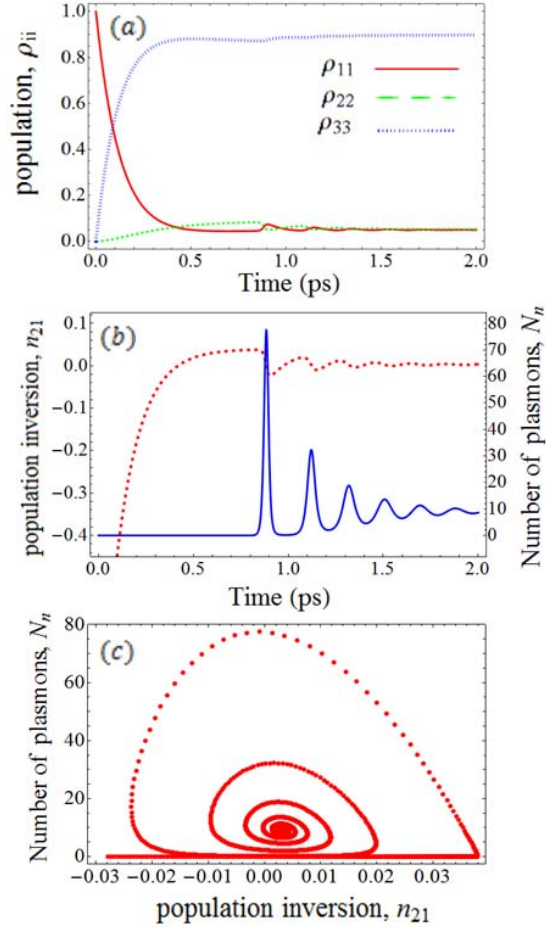 (a)
population, ρii
1.0
0.8
0.6
0.4
0.2
0.0
ρ11
ρ22
ρ33
0.0 0.5 1.0 1.5 2.0
Time (ps)
(b)
population inversion, n21
0.1
0.0
−0.1
−0.2
−0.3
−0.4
80
70
60
50
40
30
20
10
0
Number of plasmons, Nn
0.0 0.5 1.0 1.5 2.0
Time (ps)
(c)
Number of plasmons, Nn
80
60
40
20
0
−0.03 −0.02 −0.01 0.00 0.01 0.02 0.03
population inversion, n21